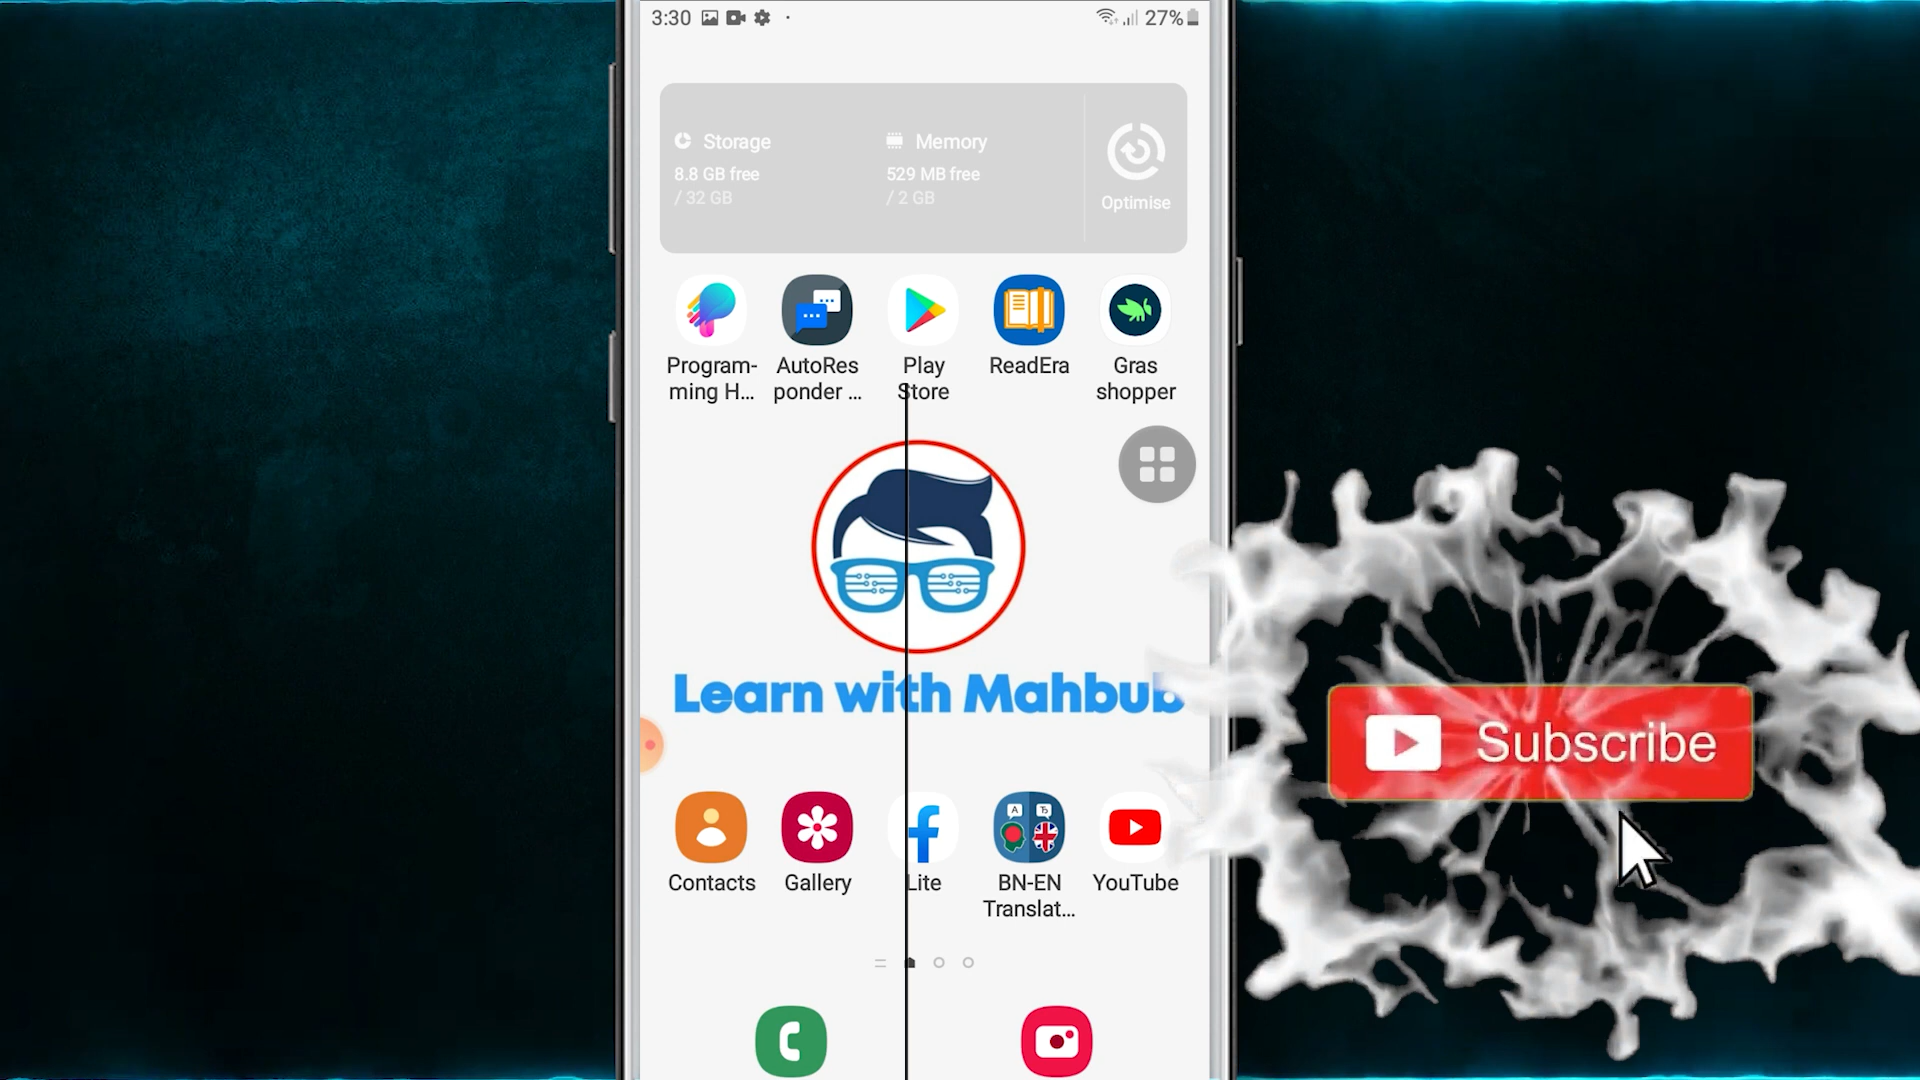 3:30
27%
Storage
8.8 GB free
/ 32 GB
Memory
529 MB free
/ 2 GB
Optimise
Program-
ming H...
AutoRes
ponder ...
Play
Store
ReadEra
Gras
shopper
Learn with Mahbub
Subscribe
Contacts
Gallery
Lite
BN-EN
Translat...
YouTube